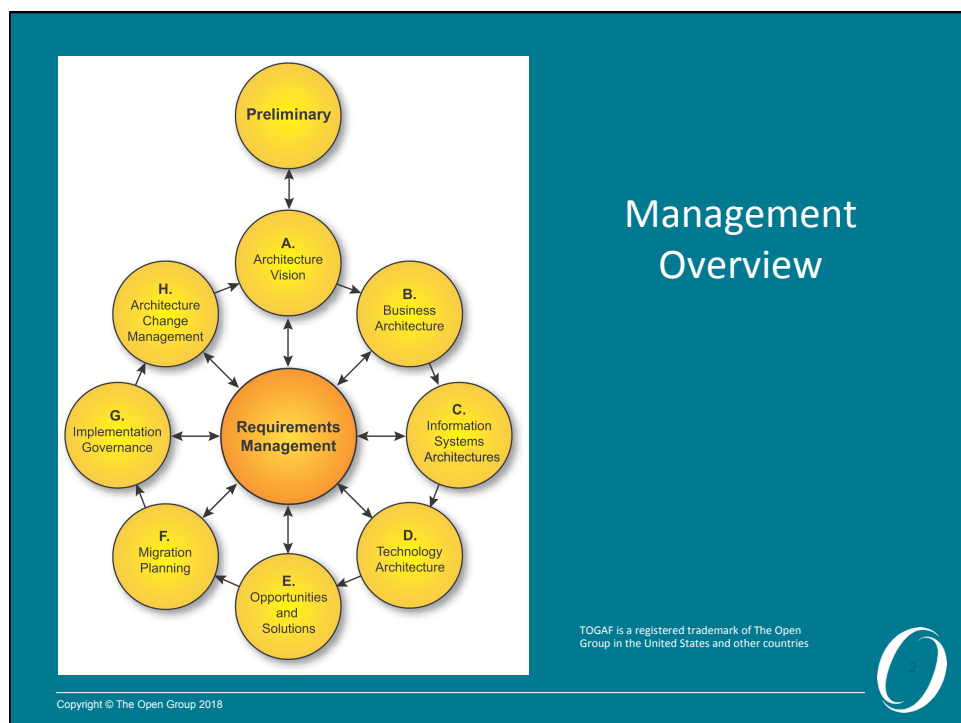 Preliminary
A.
Architecture
Vision
B.
Business
Architecture
C.
Information
Systems
Architectures
D.
Technology
Architecture
E.
Opportunities
and
Solutions
F.
Migration
Planning
G.
Implementation
Governance
H.
Architecture
Change
Management
Requirements
Management
Management
Overview
TOGAF is a registered trademark of The Open
Group in the United States and other countries
2
Copyright © The Open Group 2018